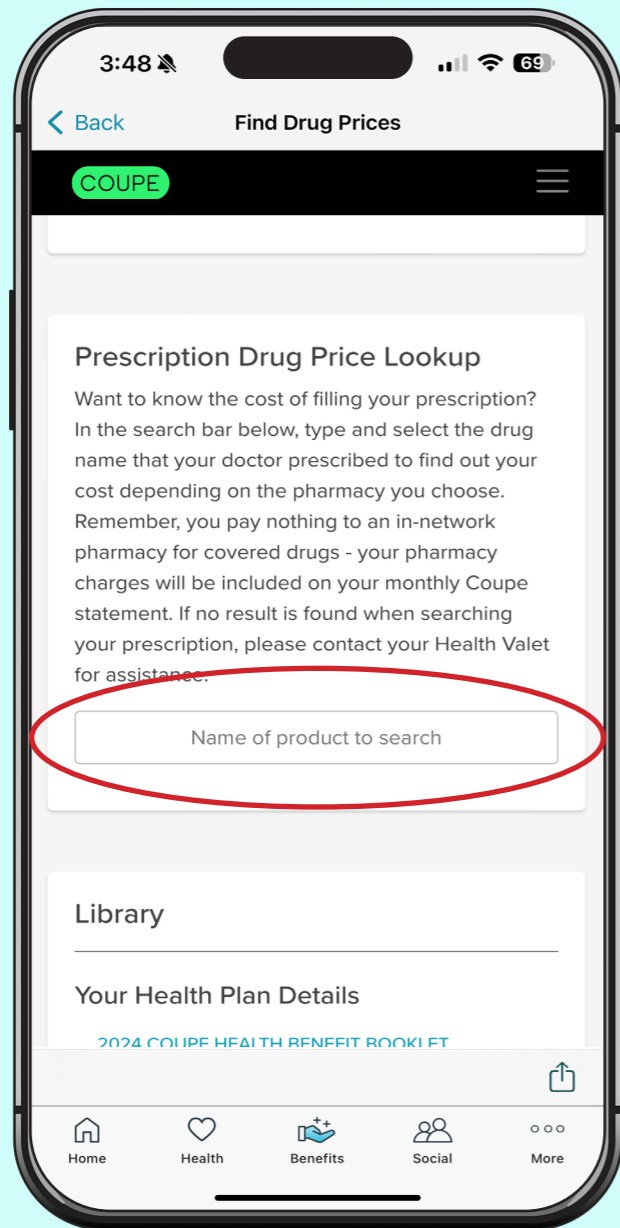 3:48
69
Back
Find Drug Prices
COUPE
Prescription Drug Price Lookup
Want to know the cost of filling your prescription?
In the search bar below, type and select the drug
name that your doctor prescribed to find out your
cost depending on the pharmacy you choose.
Remember, you pay nothing to an in-network
pharmacy for covered drugs - your pharmacy
charges will be included on your monthly Coupe
statement. If no result is found when searching
your prescription, please contact your Health Valet
for assistance.
Name of product to search
Library
Your Health Plan Details
2024 COUPE HEALTH BENEFIT BOOKLET
Home
Health
Benefits
Social
More